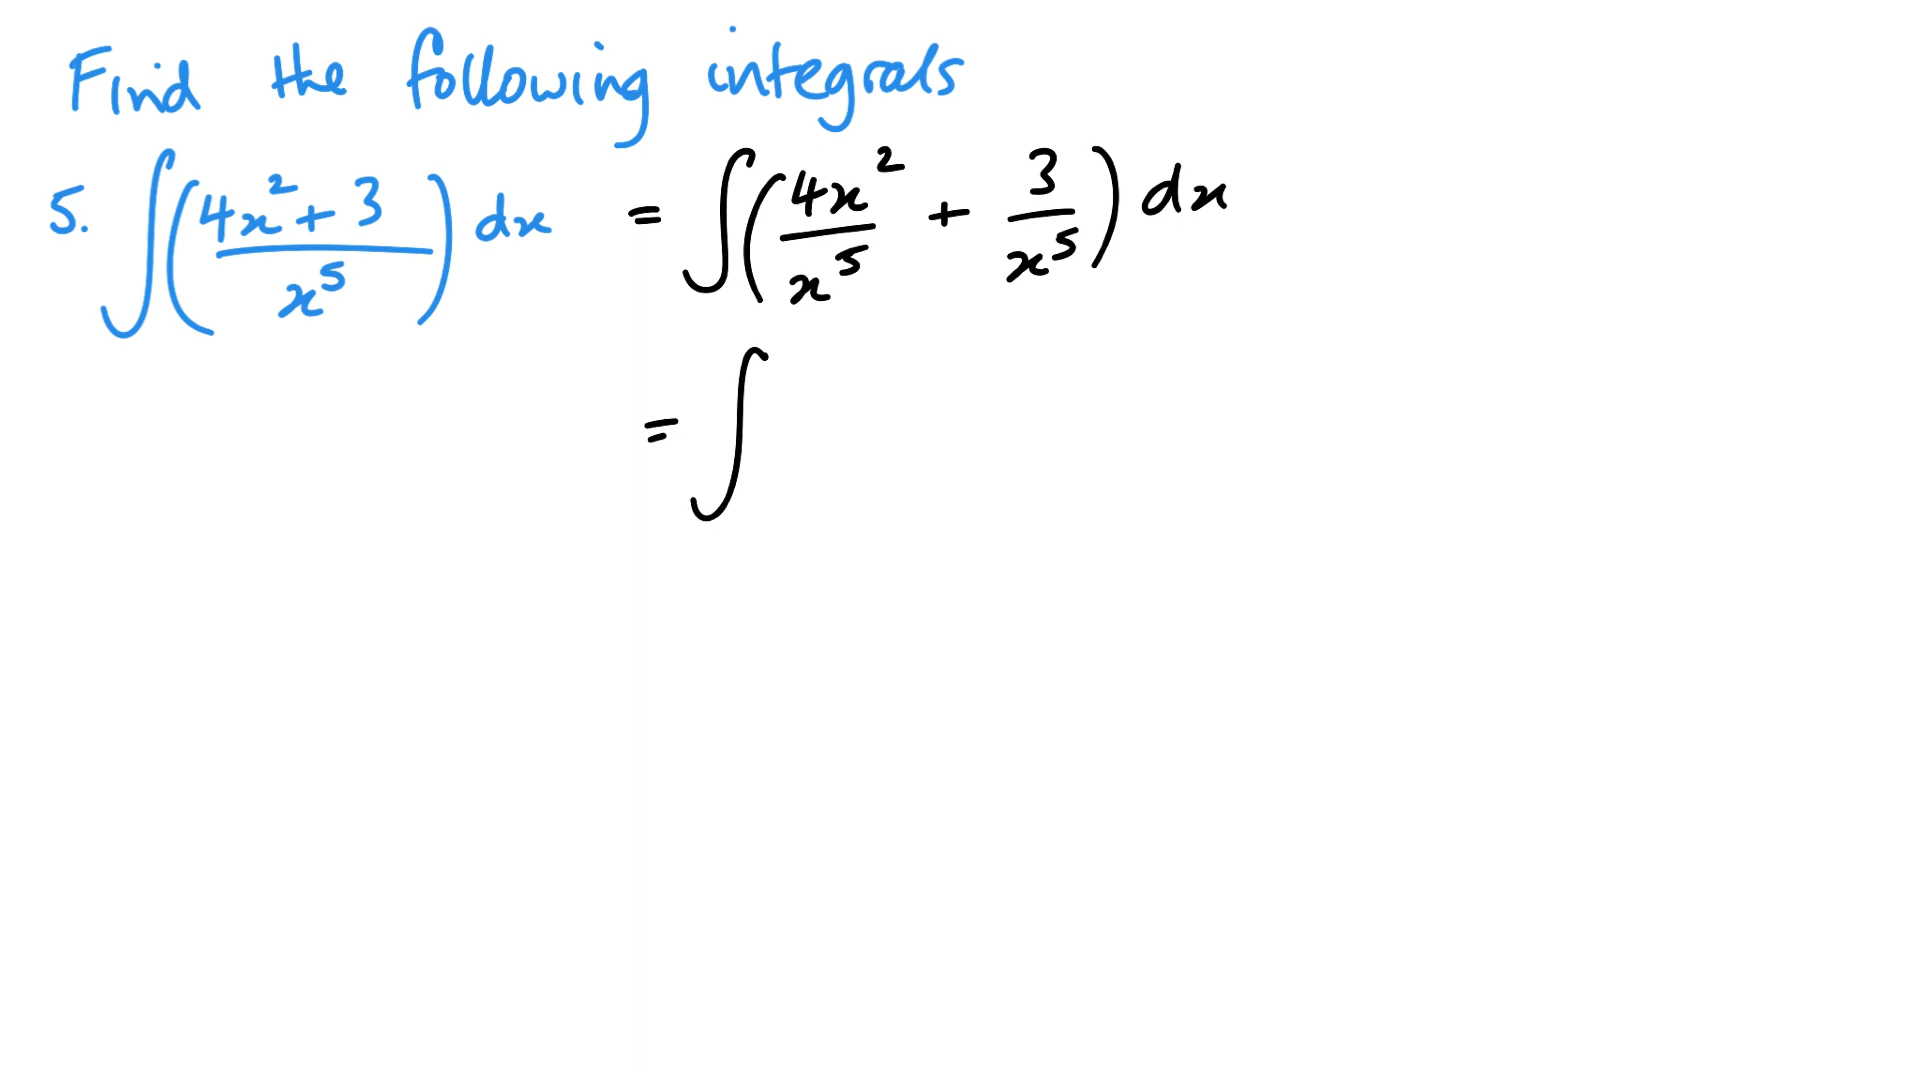 Find the following integrals
5. ∫((4x²+3)/x⁵) dx = ∫(4x²/x⁵ + 3/x⁵) dx
= ∫